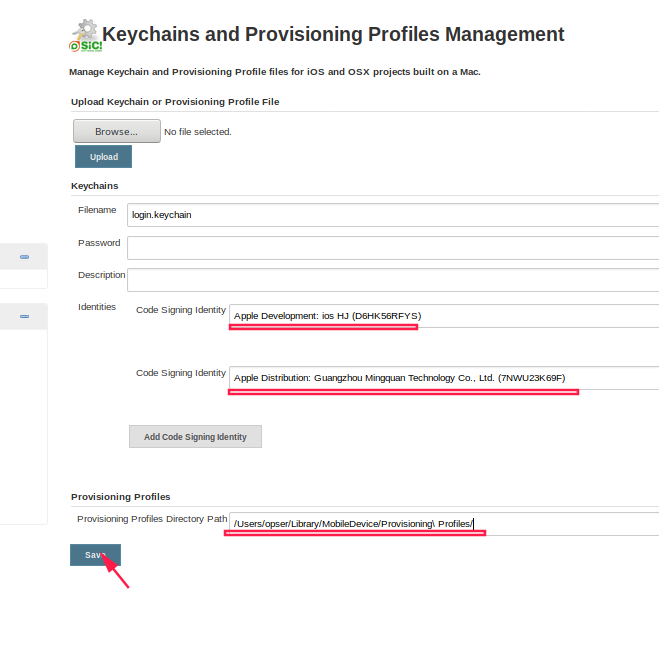 SiC!
Keychains and Provisioning Profiles Management
Manage Keychain and Provisioning Profile files for iOS and OSX projects built on a Mac.
Upload Keychain or Provisioning Profile File
Browse... No file selected.
Upload
Keychains
Filename login.keychain
Password
Description
Identities Code Signing Identity Apple Development: ios HJ (D6HK56RFYS)
Code Signing Identity Apple Distribution: Guangzhou Mingquan Technology Co., Ltd. (7NWU23K69F)
Add Code Signing Identity
Provisioning Profiles
Provisioning Profiles Directory Path /Users/opser/Library/MobileDevice/Provisioning\ Profiles/
Save